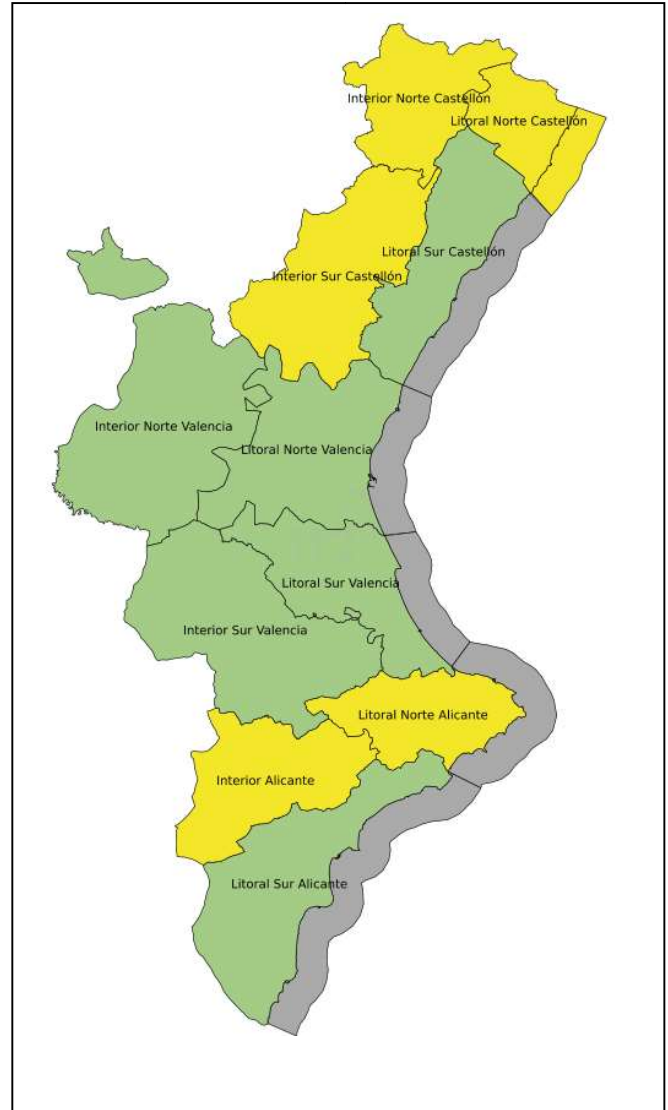 Interior Norte Castellón
Litoral Norte Castellón
Litoral Sur Castellón
Interior Sur Castellón
Interior Norte Valencia
Litoral Norte Valencia
Litoral Sur Valencia
Interior Sur Valencia
Litoral Norte Alicante
Interior Alicante
Litoral Sur Alicante